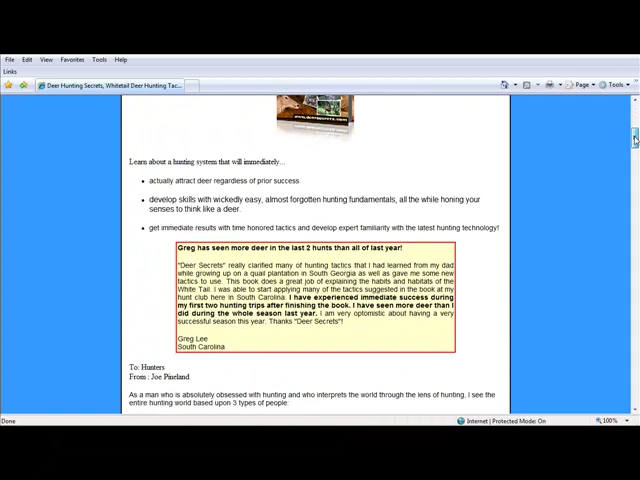 File Edit View Favorites Tools Help
Links
Deer Hunting Secrets, Whitetail Deer Hunting Tac...
Page Tools
www.deersecrets.com
Learn about a hunting system that will immediately...
• actually attract deer regardless of prior success
• develop skills with wickedly easy, almost forgotten hunting fundamentals, all the while honing your
senses to think like a deer.
• get immediate results with time honored tactics and develop expert familiarity with the latest hunting technology!
Greg has seen more deer in the last 2 hunts than all of last year!
"Deer Secrets" really clarified many of hunting tactics that I had learned from my dad
while growing up on a quail plantation in South Georgia as well as gave me some new
tactics to use. This book does a great job of explaining the habits and habitats of the
White Tail. I was able to start applying many of the tactics suggested in the book at my
hunt club here in South Carolina. I have experienced immediate success during
my first two hunting trips after finishing the book. I have seen more deer than I
did during the whole season last year. I am very optomistic about having a very
successful season this year. Thanks "Deer Secrets"!
Greg Lee
South Carolina
To: Hunters
From : Joe Pineland
As a man who is absolutely obsessed with hunting and who interprets the world through the lens of hunting, I see the
entire hunting world based upon 3 types of people:
Done
Internet | Protected Mode: On
100%